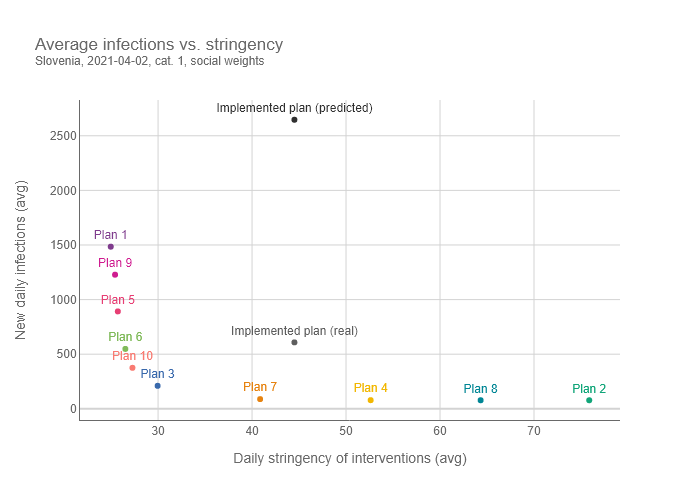 Average infections vs. stringency
Slovenia, 2021-04-02, cat. 1, social weights
Implemented plan (predicted)
2500
2000
Plan 1
1500
Plan 9
Plan 5
1000
Implemented plan (real)
Plan 6
Plan 10
500
Plan 3
Plan 7
Plan 4
Plan 8
Plan 2
0
30
40
50
60
70
New daily infections (avg)
Daily stringency of interventions (avg)